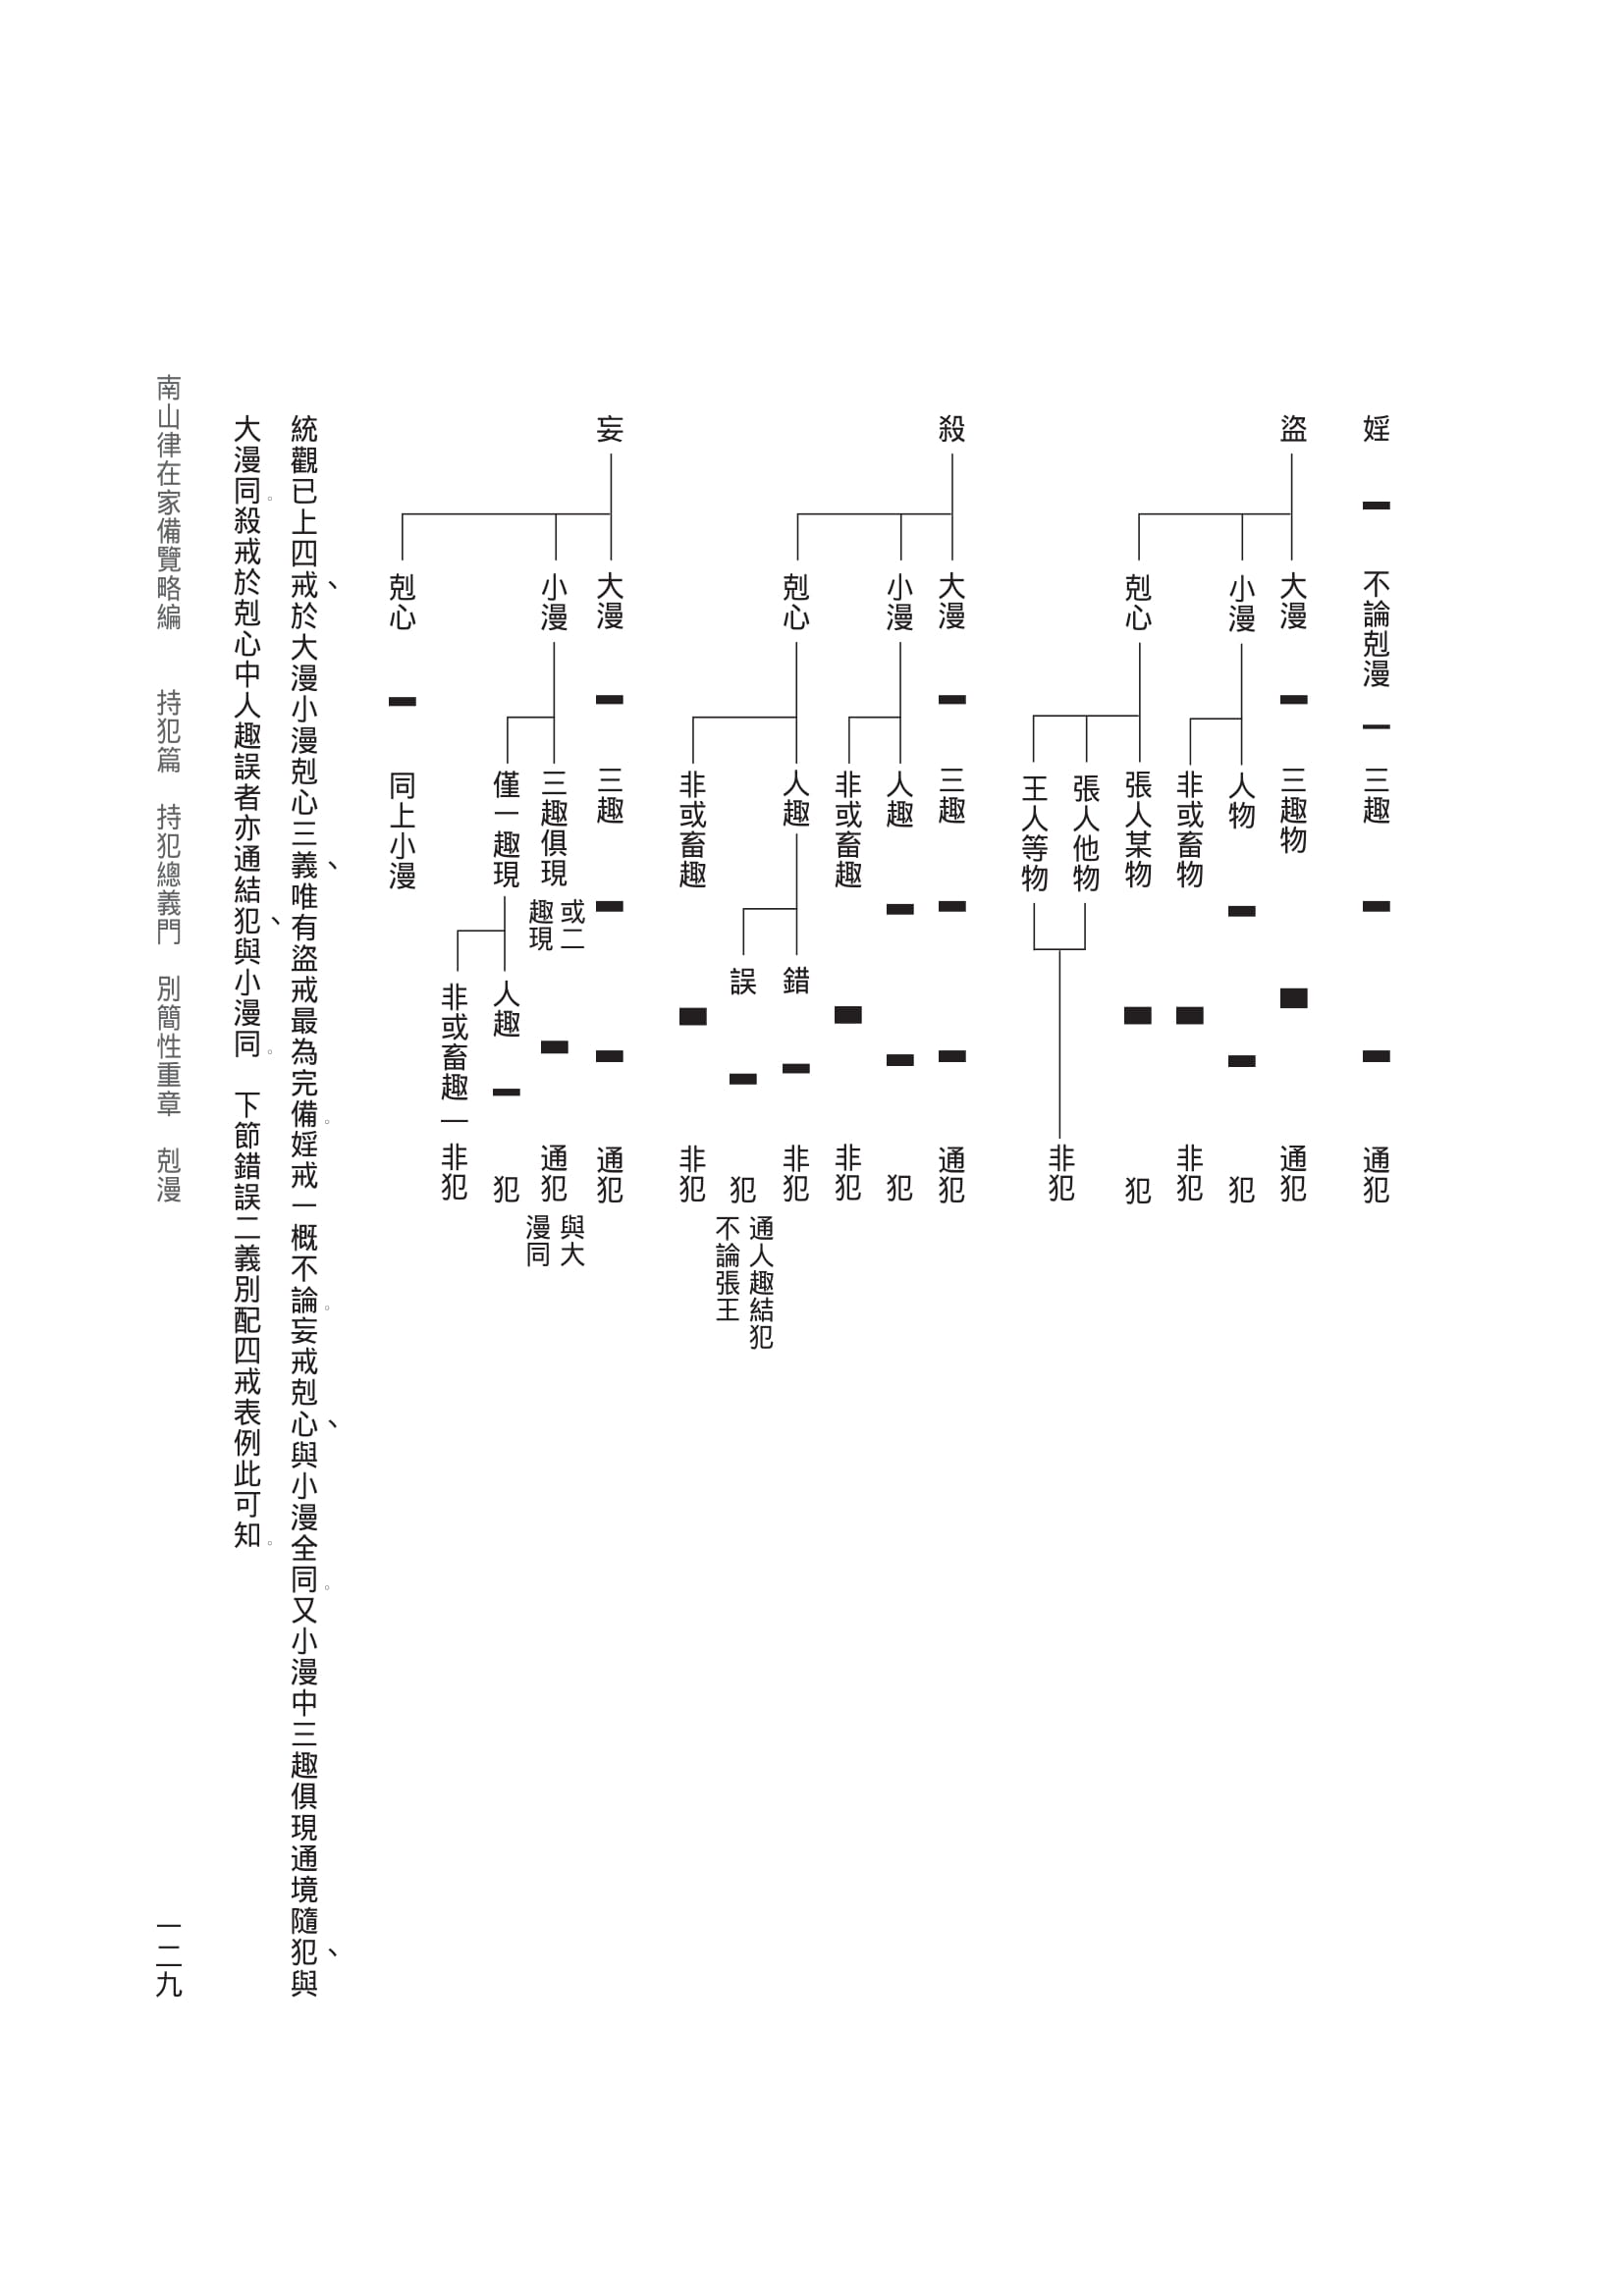 婬　不論剋漫　三趣　通犯
盜
大漫　三趣物　通犯
小漫
人物　犯
非或畜物　非犯
剋心
張人某物　犯
張人他物
王人等物
非犯
殺
大漫　三趣　通犯
小漫
人趣　犯
非或畜趣　非犯
剋心
人趣
錯　非犯
誤　犯
通人趣結犯
不論張王
非或畜趣　非犯
妄
大漫　三趣　通犯
小漫
三趣俱現
或二
趣現
通犯
與大
漫同
僅一趣現
人趣　犯
非或畜趣　非犯
剋心　同上小漫
統觀已上四戒、於大漫小漫剋心三義、唯有盜戒最為完備。婬戒一概不論。妄戒剋心、與小漫全同。又小漫中三趣俱現通境隨犯、與
大漫同。殺戒於剋心中人趣誤者亦通結犯、與小漫同。　下節錯誤二義別配四戒表例此可知。
南山律在家備覽略編　　持犯篇　持犯總義門　別簡性重章　剋漫
一二九